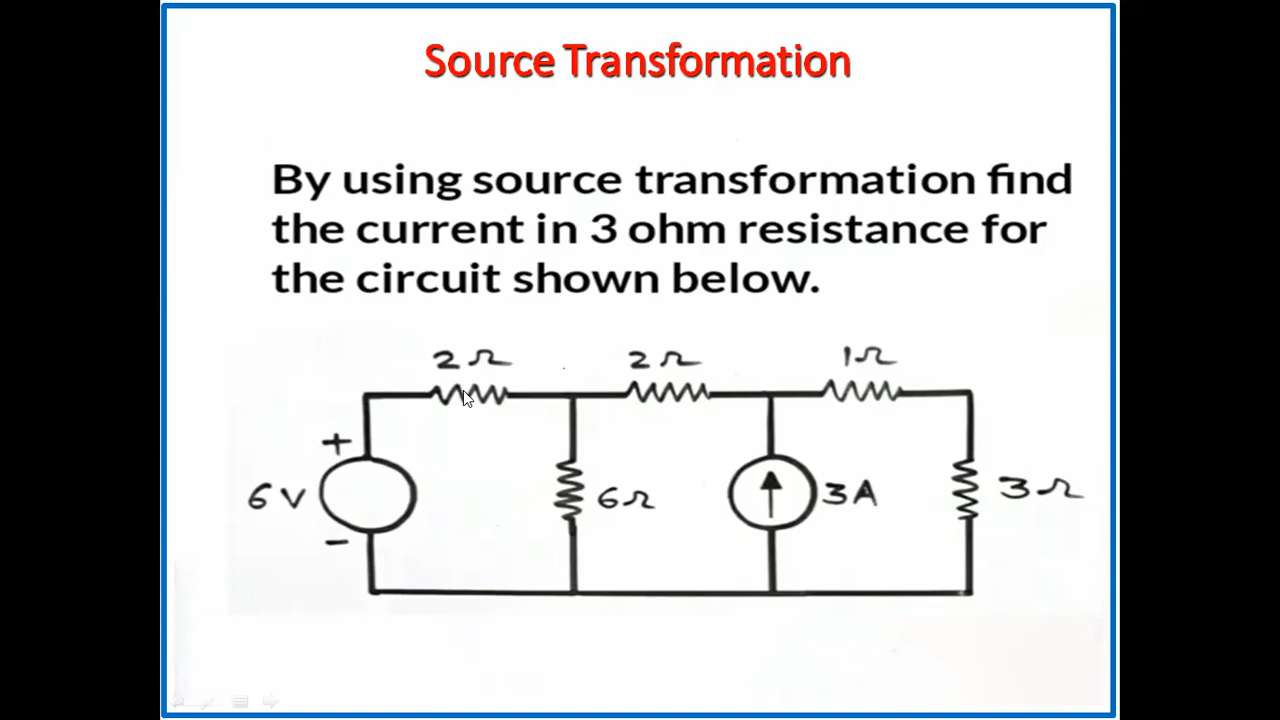 Source Transformation
By using source transformation find
the current in 3 ohm resistance for
the circuit shown below.
2Ω 2Ω 1Ω
+
6V 6Ω 3A 3Ω
-